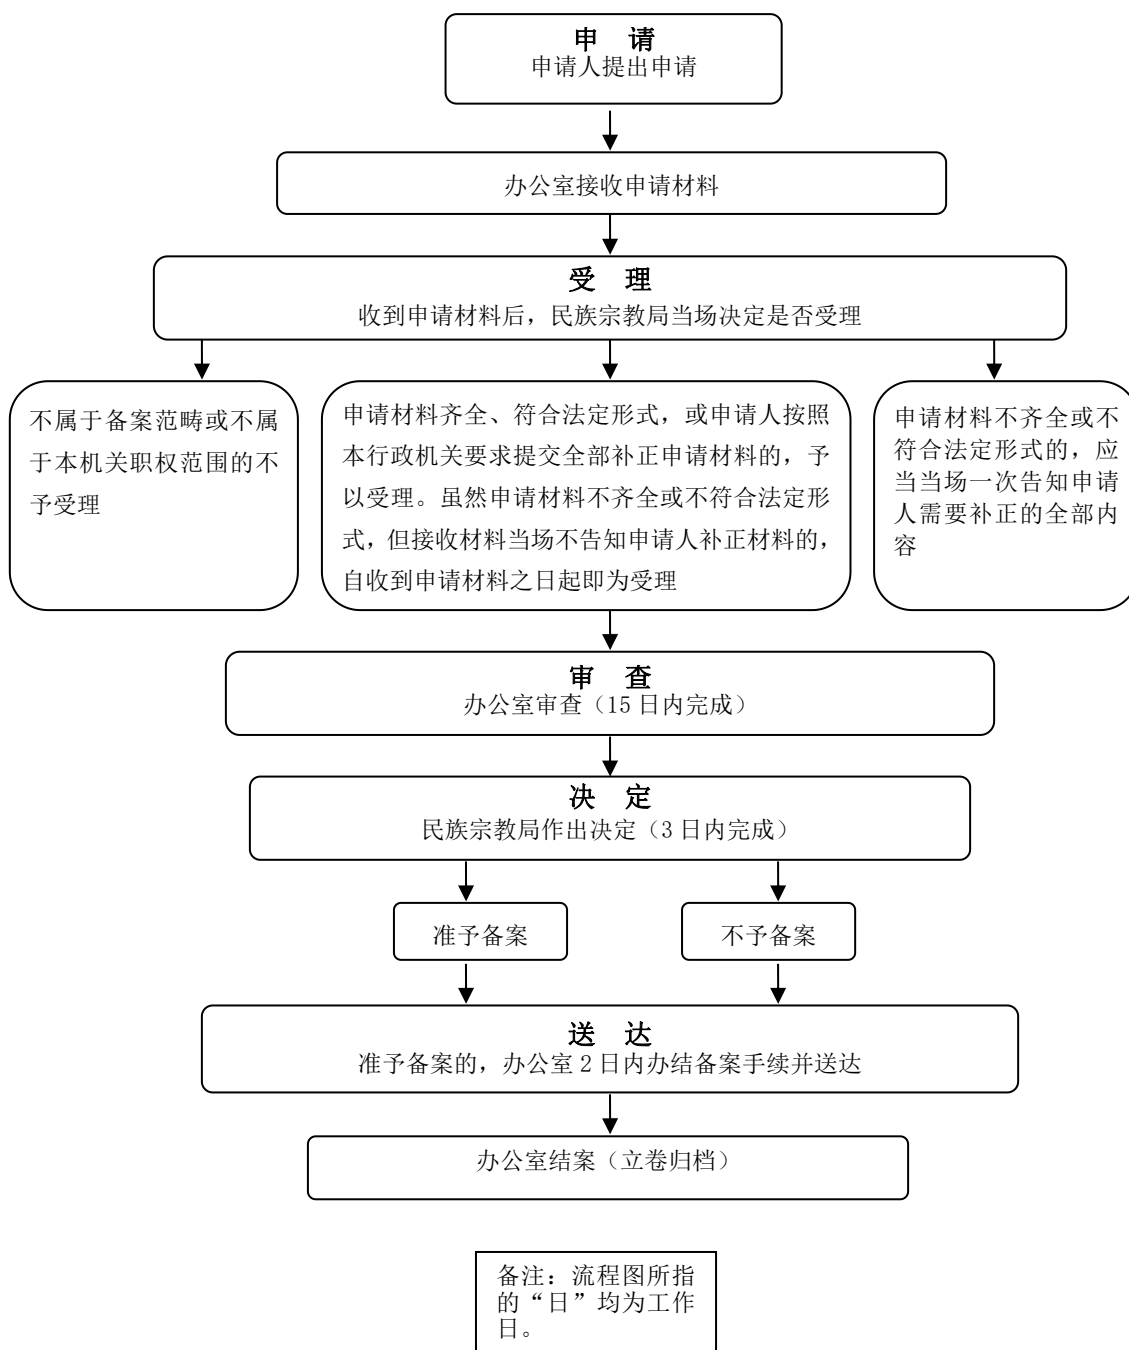 申 请
申请人提出申请
办公室接收申请材料
受 理
收到申请材料后，民族宗教局当场决定是否受理
不属于备案范畴或不属
于本机关职权范围的不
予受理
申请材料齐全、符合法定形式，或申请人按照
本行政机关要求提交全部补正申请材料的，予
以受理。虽然申请材料不齐全或不符合法定形
式，但接收材料当场不告知申请人补正材料的，
自收到申请材料之日起即为受理
申请材料不齐全或不
符合法定形式的，应
当当场一次告知申请
人需要补正的全部内
容
审 查
办公室审查（15 日内完成）
决 定
民族宗教局作出决定（3 日内完成）
准予备案
不予备案
送 达
准予备案的，办公室 2 日内办结备案手续并送达
办公室结案（立卷归档）
备注：流程图所指
的“日”均为工作
日。